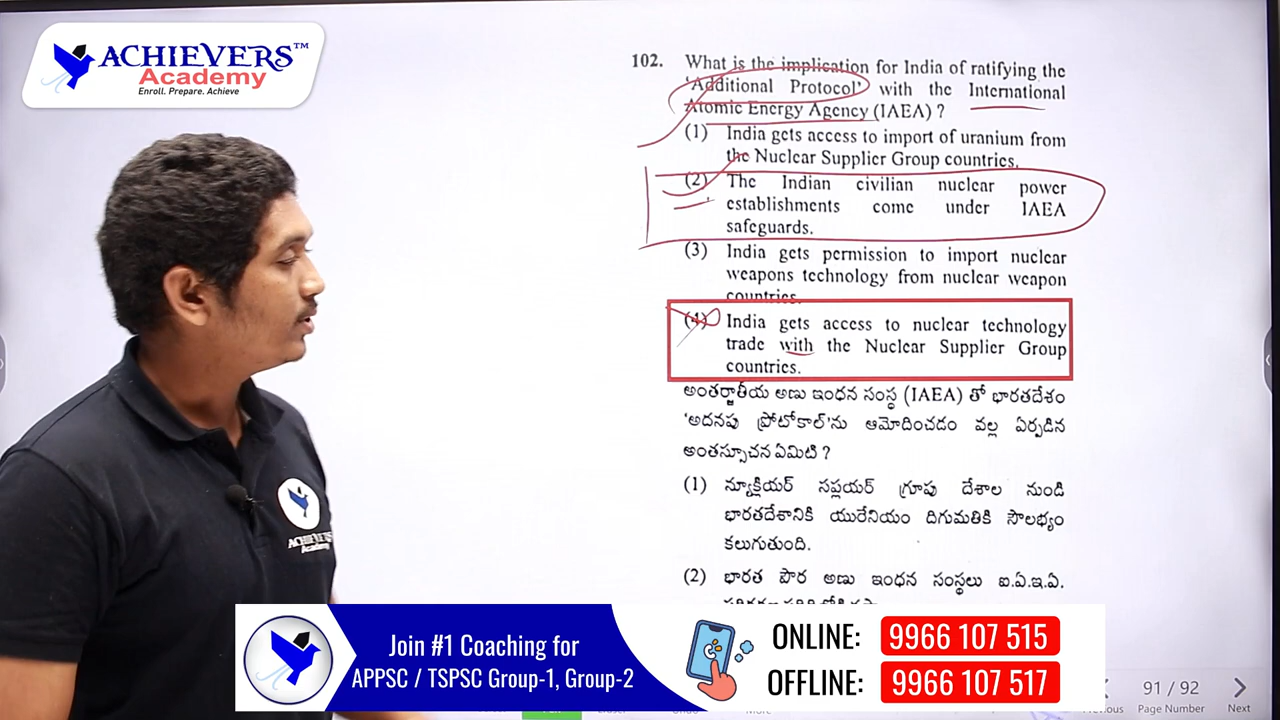 ACHIEVERS™
Academy
Enroll. Prepare. Achieve
102. What is the implication for India of ratifying the
'Additional Protocol' with the International
Atomic Energy Agency (IAEA) ?
(1) India gets access to import of uranium from
the Nuclear Supplier Group countries.
(2) The Indian civilian nuclear power
establishments come under IAEA
safeguards.
(3) India gets permission to import nuclear
weapons technology from nuclear weapon
countries.
(4) India gets access to nuclear technology
trade with the Nuclear Supplier Group
countries.
అంతర్జాతీయ అణు ఇంధన సంస్థ (IAEA) తో భారతదేశం
'అదనపు ప్రోటోకాల్'ను ఆమోదించడం వల్ల ఏర్పడిన
అంతస్సూచన ఏమిటి ?
(1) న్యూక్లియర్ సప్లయర్ గ్రూపు దేశాల నుండి
భారతదేశానికి యురేనియం దిగుమతికి సౌలభ్యం
కలుగుతుంది.
(2) భారత పౌర అణు ఇంధన సంస్థలు ఐ.ఏ.ఇ.ఏ.
ACHIEVERS
Academy
Join #1 Coaching for
APPSC / TSPSC Group-1, Group-2
ONLINE: 9966 107 515
OFFLINE: 9966 107 517
91 / 92
Previous Page Number Next